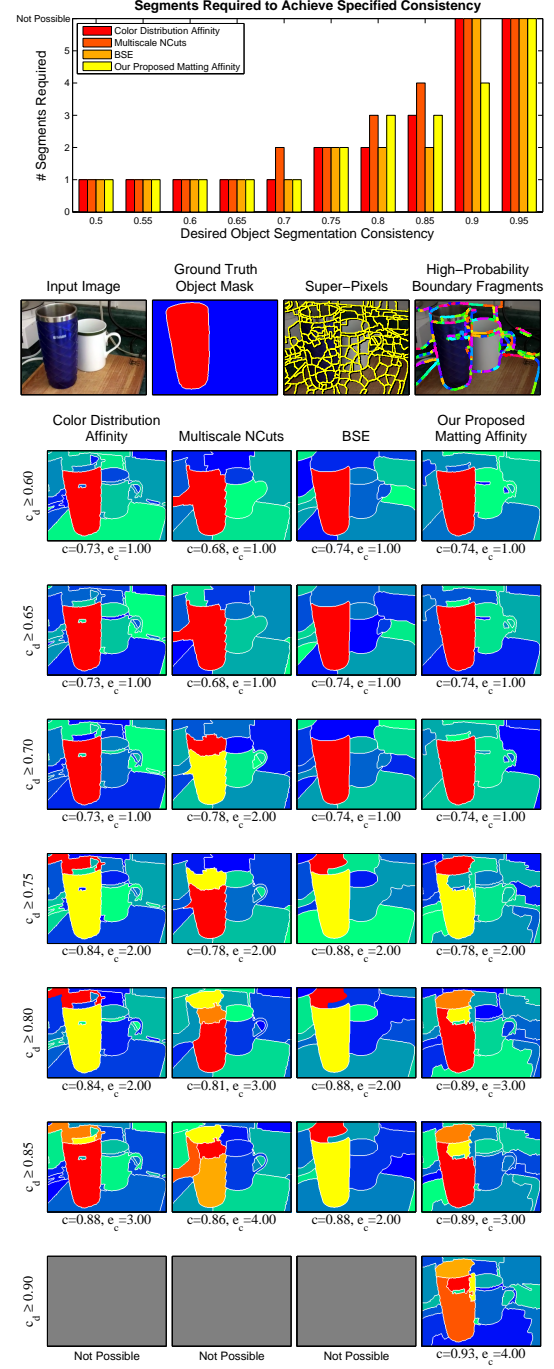 Segments Required to Achieve Specified Consistency
Not Possible
5
4
3
2
1
0
# Segments Required
Color Distribution Affinity
Multiscale NCuts
BSE
Our Proposed Matting Affinity
0.5 0.55 0.6 0.65 0.7 0.75 0.8 0.85 0.9 0.95
Desired Object Segmentation Consistency
Input Image
Ground Truth
Object Mask
Super−Pixels
High−Probability
Boundary Fragments
Color Distribution
Affinity
Multiscale NCuts
BSE
Our Proposed
Matting Affinity
c_d ≥ 0.60
c=0.73, e_c=1.00 c=0.68, e_c=1.00 c=0.74, e_c=1.00 c=0.74, e_c=1.00
c_d ≥ 0.65
c=0.73, e_c=1.00 c=0.68, e_c=1.00 c=0.74, e_c=1.00 c=0.74, e_c=1.00
c_d ≥ 0.70
c=0.73, e_c=1.00 c=0.78, e_c=2.00 c=0.74, e_c=1.00 c=0.74, e_c=1.00
c_d ≥ 0.75
c=0.84, e_c=2.00 c=0.78, e_c=2.00 c=0.88, e_c=2.00 c=0.78, e_c=2.00
c_d ≥ 0.80
c=0.84, e_c=2.00 c=0.81, e_c=3.00 c=0.88, e_c=2.00 c=0.89, e_c=3.00
c_d ≥ 0.85
c=0.88, e_c=3.00 c=0.86, e_c=4.00 c=0.88, e_c=2.00 c=0.89, e_c=3.00
c_d ≥ 0.90
Not Possible Not Possible Not Possible c=0.93, e_c=4.00